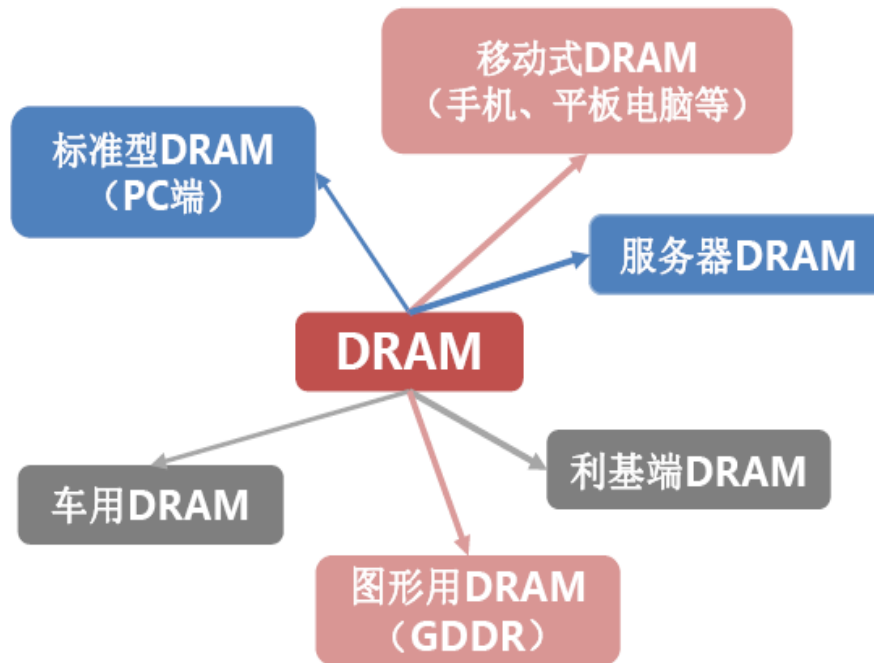 移动式DRAM
（手机、平板电脑等）
标准型DRAM
（PC端）
服务器DRAM
DRAM
车用DRAM
利基端DRAM
图形用DRAM
（GDDR）